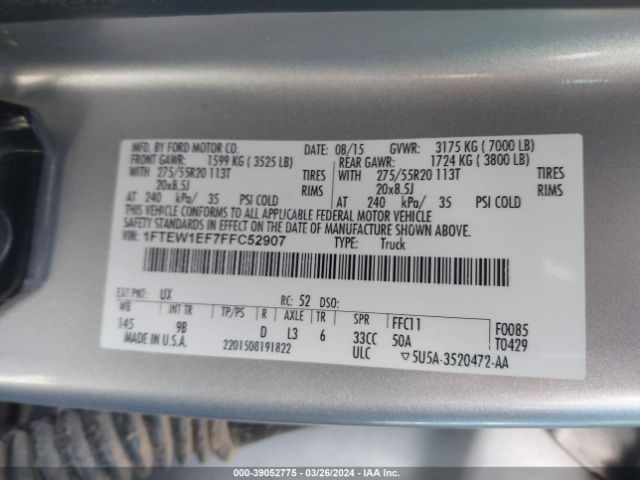 MFD. BY FORD MOTOR CO. DATE: 08/15 GVWR: 3175 KG ( 7000 LB)
FRONT GAWR: 1599 KG ( 3525 LB) REAR GAWR: 1724 KG ( 3800 LB)
WITH 275/55R20 113T TIRES WITH 275/55R20 113T TIRES
20x8.5J RIMS 20x8.5J RIMS
AT 240 kPa/ 35 PSI COLD AT 240 kPa/ 35 PSI COLD
THIS VEHICLE CONFORMS TO ALL APPLICABLE FEDERAL MOTOR VEHICLE
SAFETY STANDARDS IN EFFECT ON THE DATE OF MANUFACTURE SHOWN ABOVE.
VIN: 1FTEW1EF7FFC52907 TYPE: Truck
EXT PNT: UX RC: 52 DSO:
WB INT TR TP/PS R AXLE TR SPR FFC11 F0085
145 9B D L3 6 33CC 50A T0429
MADE IN U.S.A. 2201508191822 ULC ▽5U5A-3520472-AA
000-39052775 - 03/26/2024 - IAA Inc.